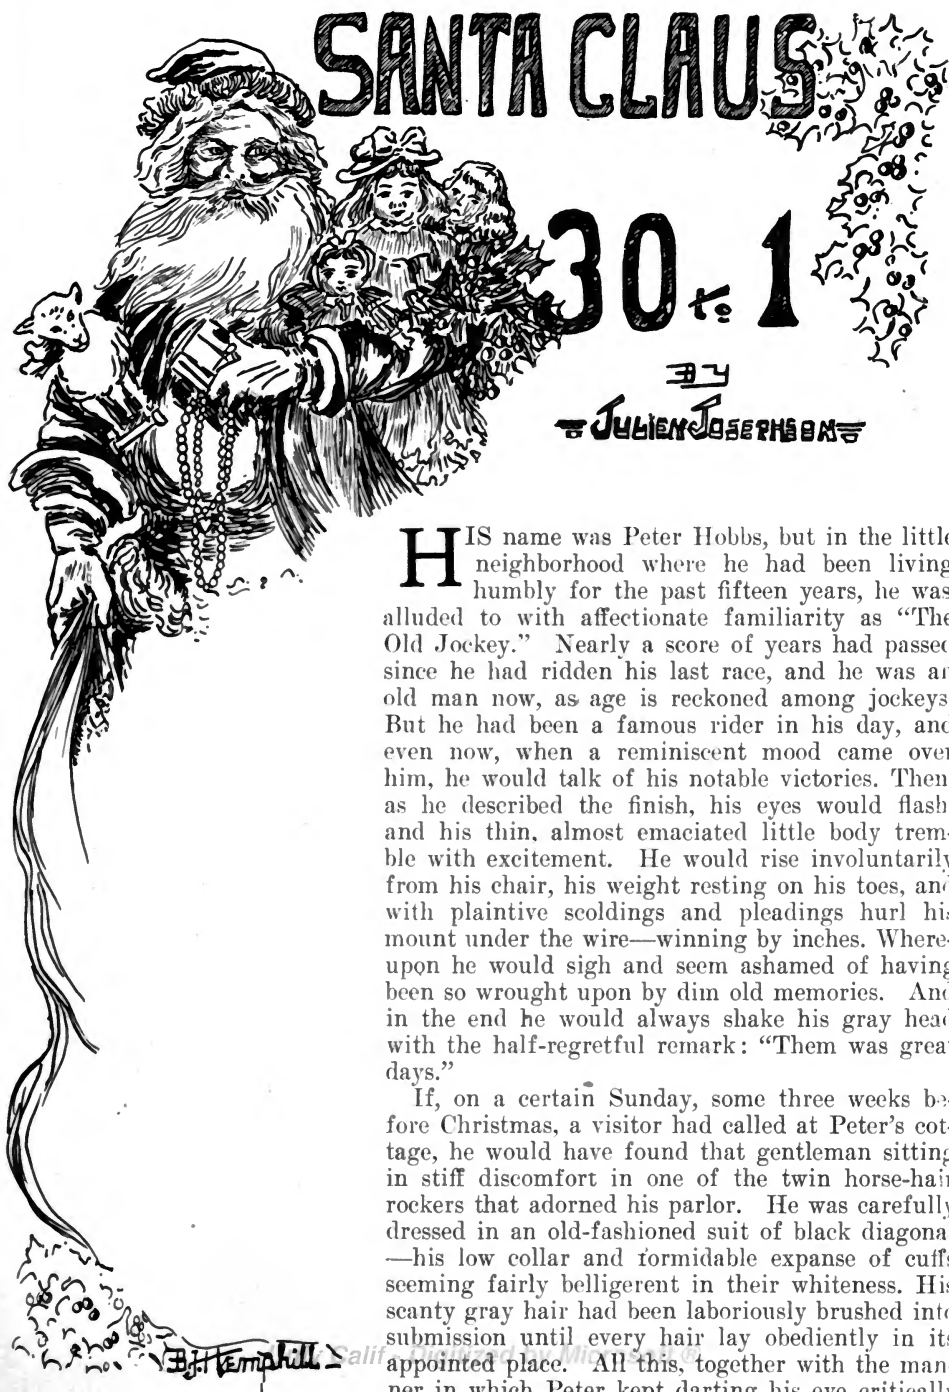 SANTA CLAUS
30 to 1
BY
JULIEN JOSEPHSON
HIS name was Peter Hobbs, but in the little
neighborhood where he had been living
humbly for the past fifteen years, he was
alluded to with affectionate familiarity as “The
Old Jockey.” Nearly a score of years had passed
since he had ridden his last race, and he was an
old man now, as age is reckoned among jockeys.
But he had been a famous rider in his day, and
even now, when a reminiscent mood came over
him, he would talk of his notable victories. Then,
as he described the finish, his eyes would flash
and his thin, almost emaciated little body trem-
ble with excitement. He would rise involuntarily
from his chair, his weight resting on his toes, and
with plaintive scoldings and pleadings hurl his
mount under the wire—winning by inches. Where-
upon he would sigh and seem ashamed of having
been so wrought upon by dim old memories. And
in the end he would always shake his gray head
with the half-regretful remark: “Them was great
days.”
If, on a certain Sunday, some three weeks be-
fore Christmas, a visitor had called at Peter’s cot-
tage, he would have found that gentleman sitting
in stiff discomfort in one of the twin horse-hair
rockers that adorned his parlor. He was carefully
dressed in an old-fashioned suit of black diagonal
—his low collar and formidable expanse of cuffs
seeming fairly belligerent in their whiteness. His
scanty gray hair had been laboriously brushed into
submission until every hair lay obediently in its
appointed place. All this, together with the man-
ner in which Peter kept darting his eye critically
BJ Hemphill
Salif - Digitized by Microsoft ®